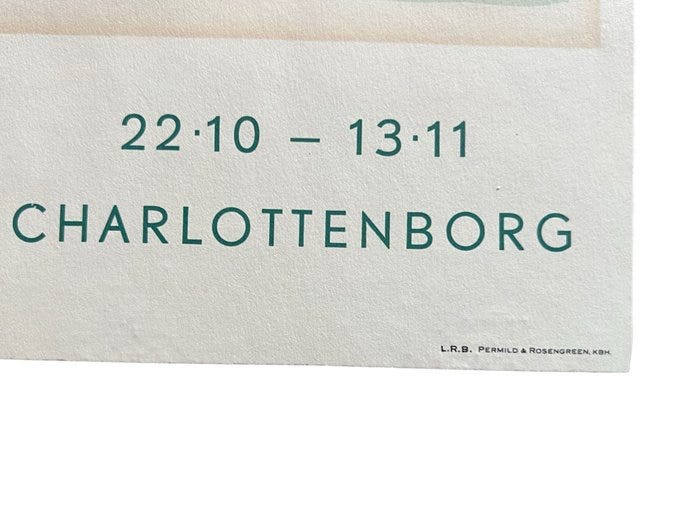 22·10 – 13·11
CHARLOTTENBORG
L.R.B. PERMILD & ROSENGREEN, KBH.